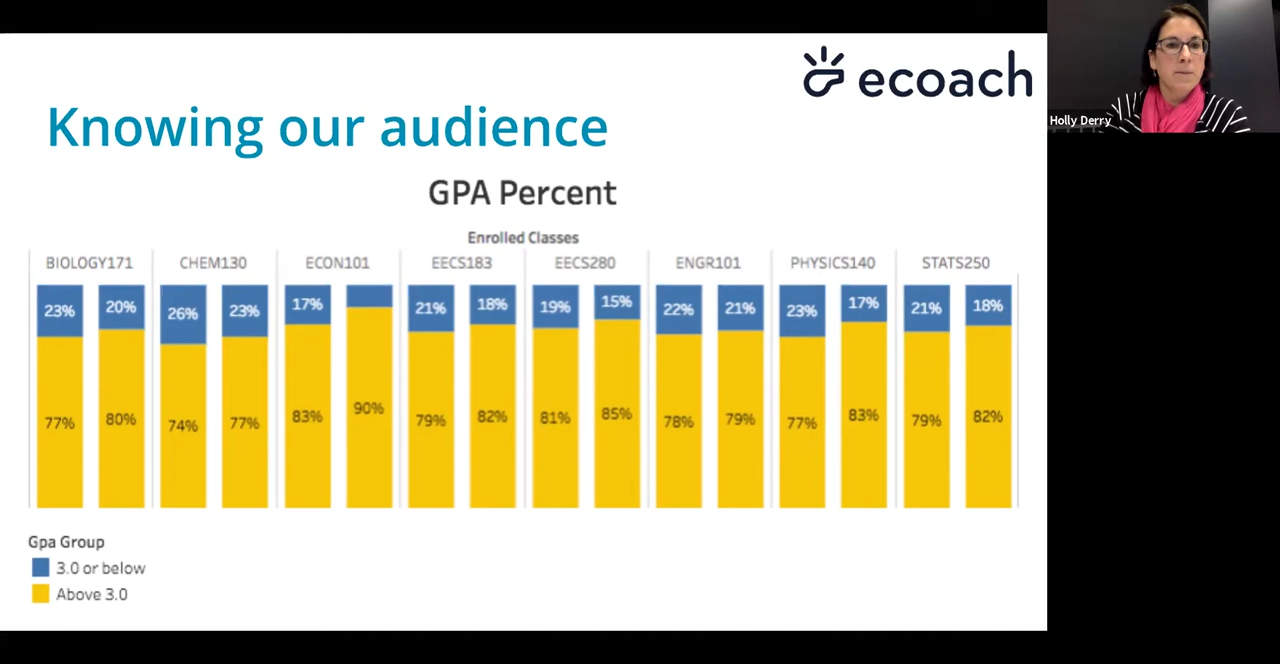 ecoach
Holly Derry
Knowing our audience
GPA Percent
Enrolled Classes
BIOLOGY171 CHEM130 ECON101 EECS183 EECS280 ENGR101 PHYSICS140 STATS250
23% 20% 26% 23% 17% 21% 18% 19% 15% 22% 21% 23% 17% 21% 18%
77% 80% 74% 77% 83% 90% 79% 82% 81% 85% 78% 79% 77% 83% 79% 82%
Gpa Group
3.0 or below
Above 3.0